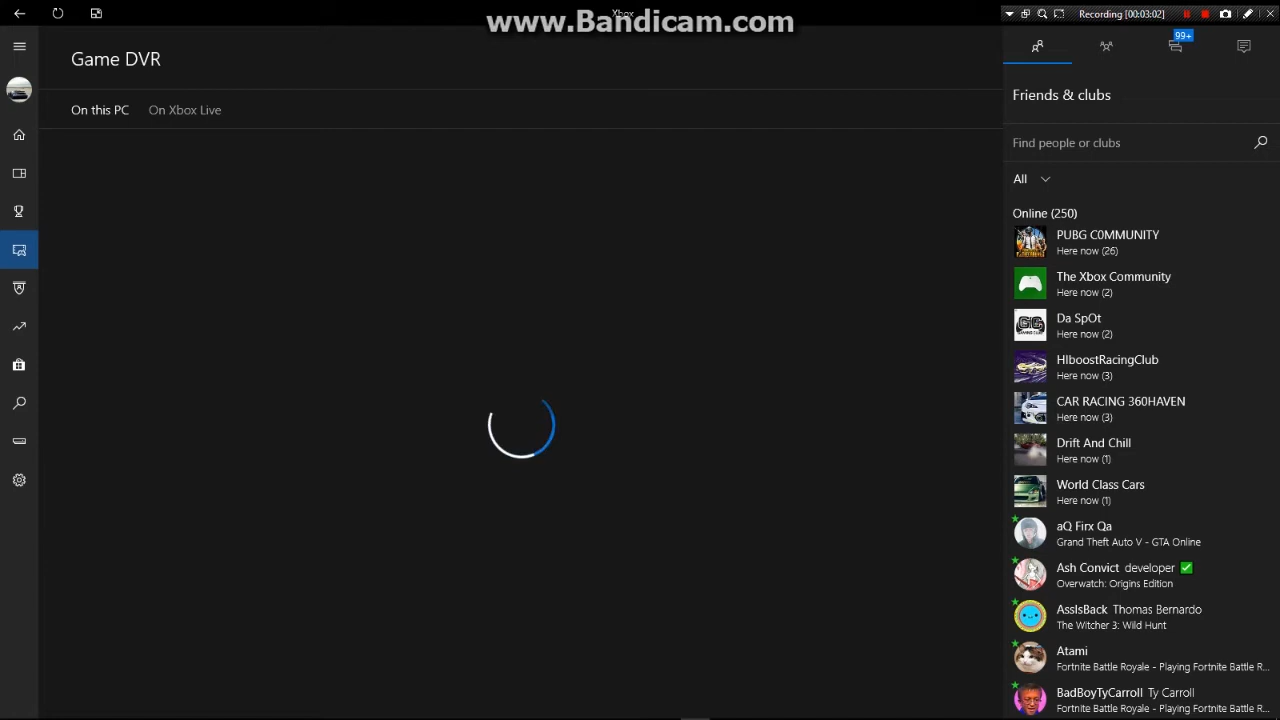 Xbox
www.Bandicam.com
Recording [00:03:02]
99+
Game DVR
On this PC
On Xbox Live
Friends & clubs
Find people or clubs
All
Online (250)
PUBG C0MMUNITY
Here now (26)
The Xbox Community
Here now (2)
Da SpOt
Here now (2)
HIboostRacingClub
Here now (3)
CAR RACING 360HAVEN
Here now (3)
Drift And Chill
Here now (1)
World Class Cars
Here now (1)
aQ Firx Qa
Grand Theft Auto V - GTA Online
Ash Convict developer
Overwatch: Origins Edition
AssIsBack Thomas Bernardo
The Witcher 3: Wild Hunt
Atami
Fortnite Battle Royale - Playing Fortnite Battle R...
BadBoyTyCarroll Ty Carroll
Fortnite Battle Royale - Playing Fortnite Battle R...